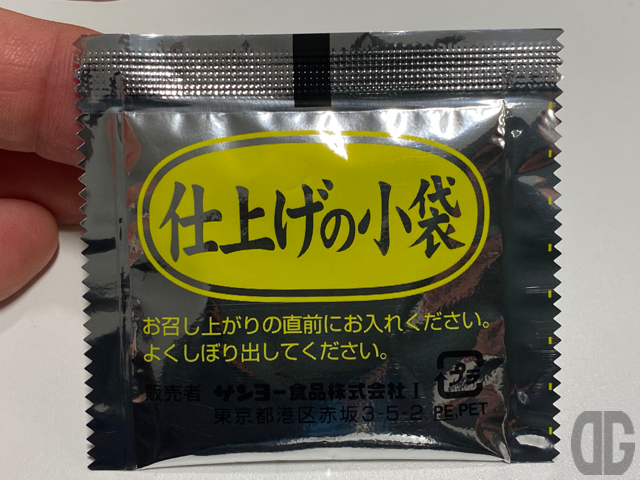 仕上げの小袋
お召し上がりの直前にお入れください。
よくしぼり出してください。
販売者 サンヨー食品株式会社 I
東京都港区赤坂3-5-2
プラ
PE,PET
DG